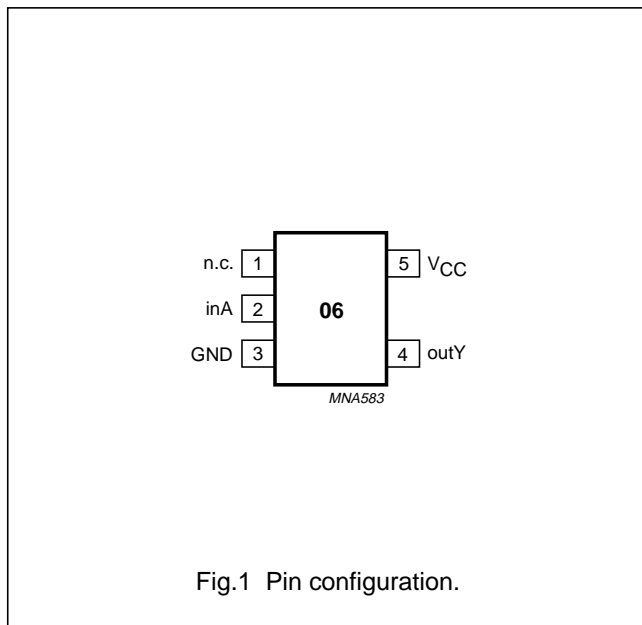 n.c. 1 5 VCC
inA 2 06
GND 3 4 outY
MNA583
Fig.1 Pin configuration.